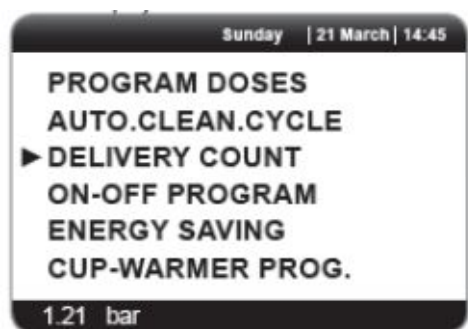 Sunday | 21 March | 14:45
PROGRAM DOSES
AUTO.CLEAN.CYCLE
►DELIVERY COUNT
ON-OFF PROGRAM
ENERGY SAVING
CUP-WARMER PROG.
1.21 bar